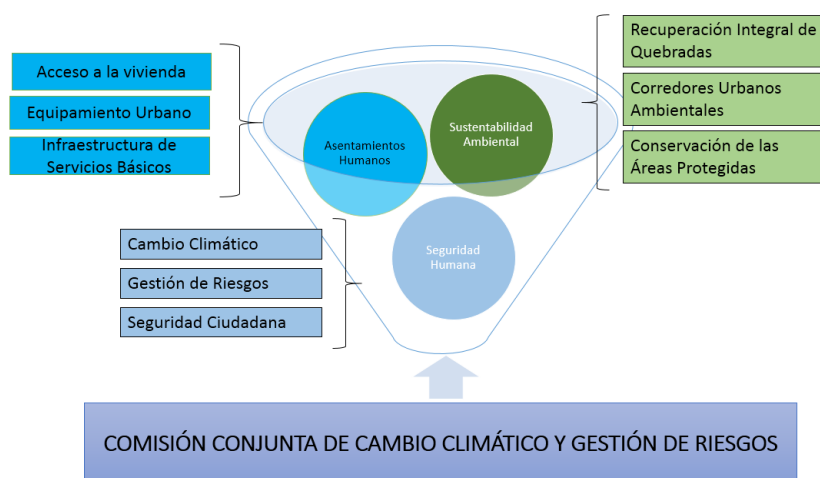 Acceso a la vivienda
Equipamiento Urbano
Infraestructura de
Servicios Básicos
Asentamientos
Humanos
Sustentabilidad
Ambiental
Recuperación Integral de
Quebradas
Corredores Urbanos
Ambientales
Conservación de las
Áreas Protegidas
Cambio Climático
Gestión de Riesgos
Seguridad Ciudadana
Seguridad
Humana
COMISIÓN CONJUNTA DE CAMBIO CLIMÁTICO Y GESTIÓN DE RIESGOS